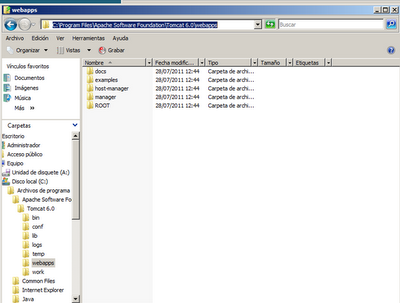 webapps
C:\Program Files\Apache Software Foundation\Tomcat 6.0\webapps
Buscar
Archivo Edición Ver Herramientas Ayuda
Organizar Vistas Grabar
Vínculos favoritos
Documentos
Imágenes
Música
Más »
Carpetas
Escritorio
Administrador
Acceso público
Equipo
Unidad de disquete (A:)
Disco local (C:)
Archivos de programa
Apache Software Fo
Tomcat 6.0
bin
conf
lib
logs
temp
webapps
work
Common Files
Internet Explorer
Java
Nombre Fecha modific... Tipo Tamaño Etiquetas
docs 28/07/2011 12:44 Carpeta de archi...
examples 28/07/2011 12:44 Carpeta de archi...
host-manager 28/07/2011 12:44 Carpeta de archi...
manager 28/07/2011 12:44 Carpeta de archi...
ROOT 28/07/2011 12:44 Carpeta de archi...